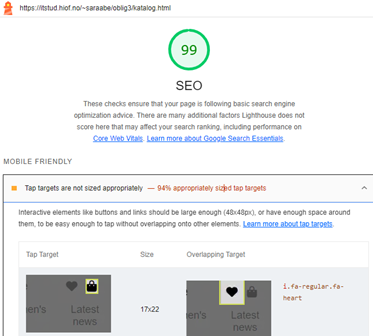 https://itstud.hiof.no/~saraabe/oblig3/katalog.html
99
SEO
These checks ensure that your page is following basic search engine
optimization advice. There are many additional factors Lighthouse does not
score here that may affect your search ranking, including performance on
Core Web Vitals. Learn more about Google Search Essentials.
MOBILE FRIENDLY
Tap targets are not sized appropriately — 94% appropriately sized tap targets
Interactive elements like buttons and links should be large enough (48x48px), or have enough space around
them, to be easy enough to tap without overlapping onto other elements. Learn more about tap targets.
Tap Target Size Overlapping Target
en's Latest
news
17x22
men's Latest
news
i.fa-regular.fa-
heart